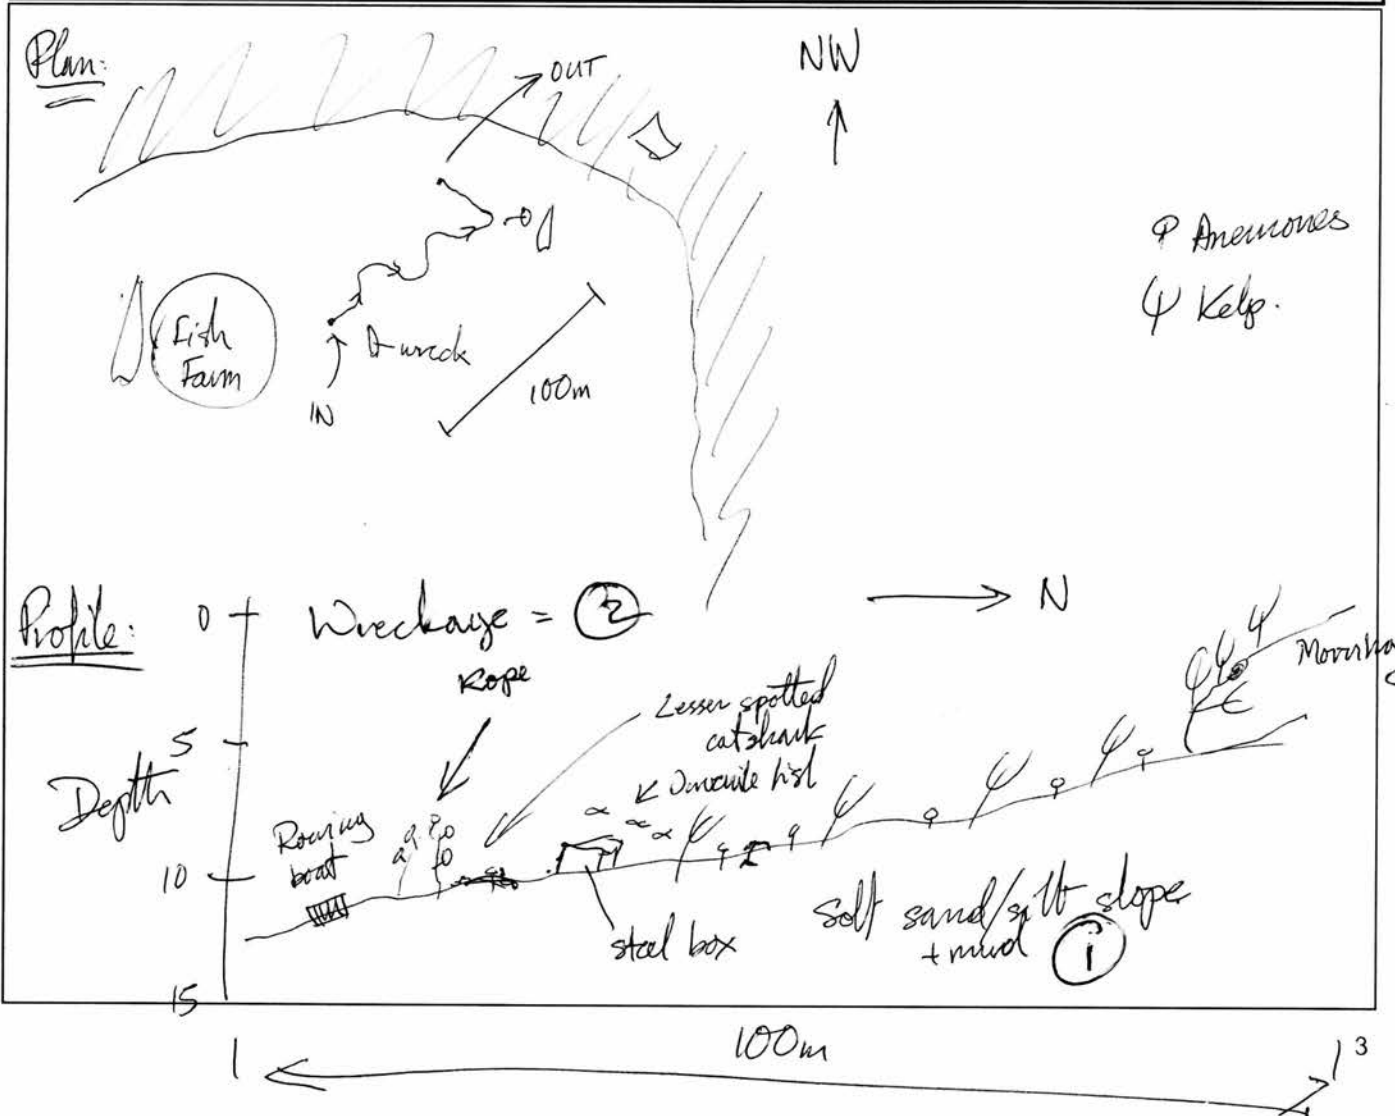 Plan:
OUT
NW
Anemones
Kelp.
Fish
Farm
wreck
IN
100m
Profile:
0
Wreckage = 2
N
Rope
Lesser spotted
catshark
5
Juvenile fish
Depth
Rowing
boat
10
steel box
Soft sand/silt slope
+ mud 1
15
100m
3